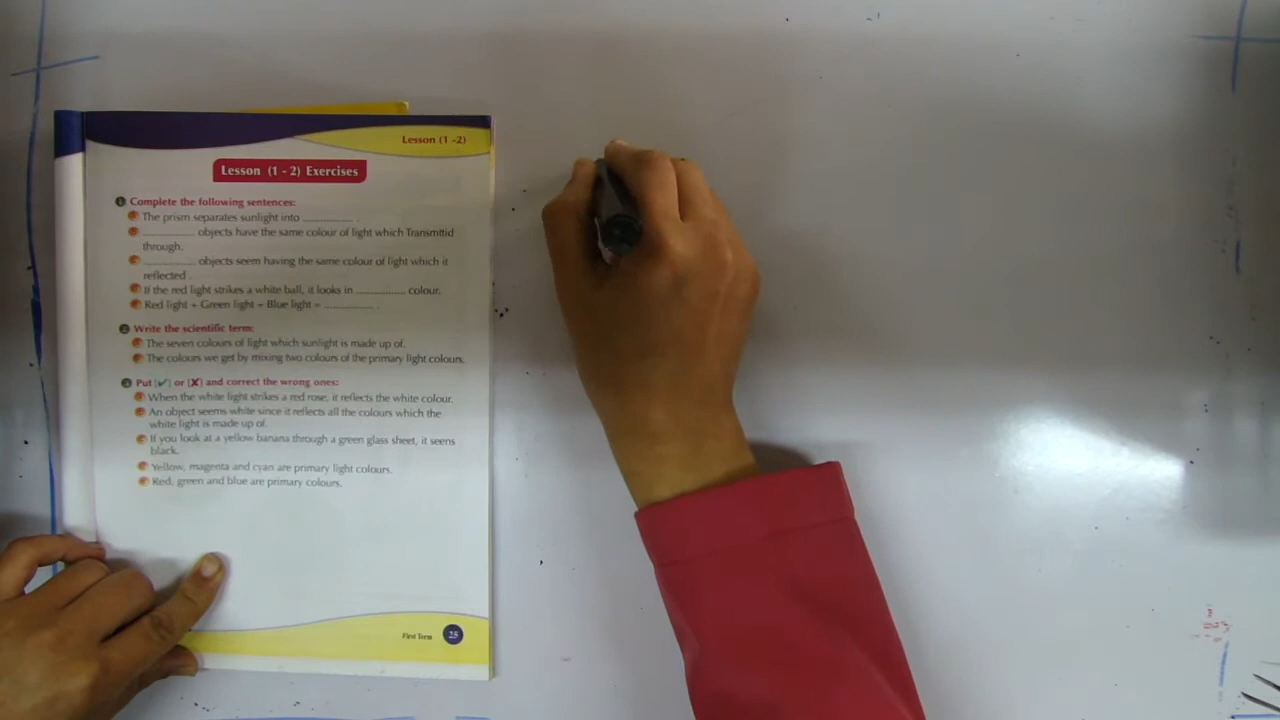 Lesson (1 -2)
Lesson (1 - 2) Exercises
1 Complete the following sentences:
The prism separates sunlight into .............. .
.............. objects have the same colour of light which Transmttid
through.
.............. objects seem having the same colour of light which it
reflected .
If the red light strikes a white ball, it looks in .............. colour.
Red light + Green light + Blue light = .............. .
2 Write the scientific term:
The seven colours of light which sunlight is made up of.
The colours we get by mixing two colours of the primary light colours.
3 Put (✔) or (✘) and correct the wrong ones:
When the white light strikes a red rose, it reflects the white colour.
An object seems white since it reflects all the colours which the
white light is made up of.
If you look at a yellow banana through a green glass sheet, it seens
black.
Yellow, magenta and cyan are primary light colours.
Red, green and blue are primary colours.
First Term 25